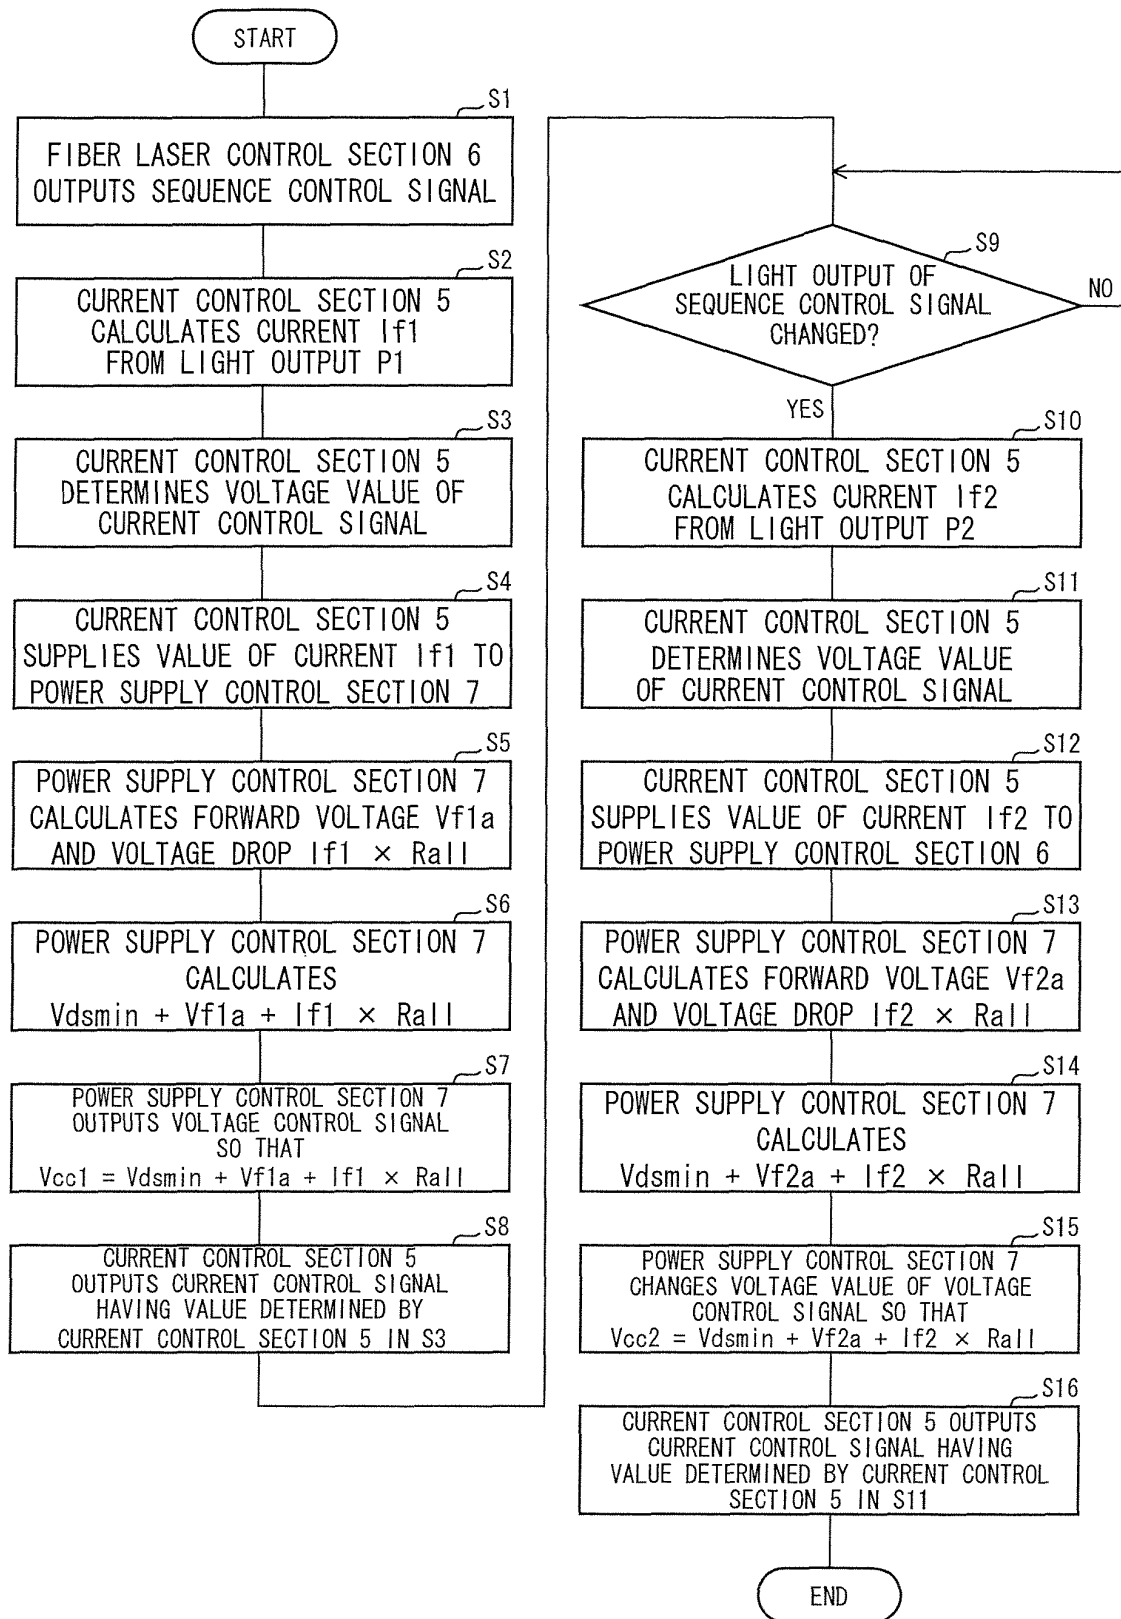 START
S1
FIBER LASER CONTROL SECTION 6
OUTPUTS SEQUENCE CONTROL SIGNAL
S2
CURRENT CONTROL SECTION 5
CALCULATES CURRENT If1
FROM LIGHT OUTPUT P1
S3
CURRENT CONTROL SECTION 5
DETERMINES VOLTAGE VALUE OF
CURRENT CONTROL SIGNAL
S4
CURRENT CONTROL SECTION 5
SUPPLIES VALUE OF CURRENT If1 TO
POWER SUPPLY CONTROL SECTION 7
S5
POWER SUPPLY CONTROL SECTION 7
CALCULATES FORWARD VOLTAGE Vf1a
AND VOLTAGE DROP If1 × Rall
S6
POWER SUPPLY CONTROL SECTION 7
CALCULATES
Vdsmin + Vf1a + If1 × Rall
S7
POWER SUPPLY CONTROL SECTION 7
OUTPUTS VOLTAGE CONTROL SIGNAL
SO THAT
Vcc1 = Vdsmin + Vf1a + If1 × Rall
S8
CURRENT CONTROL SECTION 5
OUTPUTS CURRENT CONTROL SIGNAL
HAVING VALUE DETERMINED BY
CURRENT CONTROL SECTION 5 IN S3
S9
LIGHT OUTPUT OF
SEQUENCE CONTROL SIGNAL
CHANGED?
NO
YES
S10
CURRENT CONTROL SECTION 5
CALCULATES CURRENT If2
FROM LIGHT OUTPUT P2
S11
CURRENT CONTROL SECTION 5
DETERMINES VOLTAGE VALUE
OF CURRENT CONTROL SIGNAL
S12
CURRENT CONTROL SECTION 5
SUPPLIES VALUE OF CURRENT If2 TO
POWER SUPPLY CONTROL SECTION 6
S13
POWER SUPPLY CONTROL SECTION 7
CALCULATES FORWARD VOLTAGE Vf2a
AND VOLTAGE DROP If2 × Rall
S14
POWER SUPPLY CONTROL SECTION 7
CALCULATES
Vdsmin + Vf2a + If2 × Rall
S15
POWER SUPPLY CONTROL SECTION 7
CHANGES VOLTAGE VALUE OF VOLTAGE
CONTROL SIGNAL SO THAT
Vcc2 = Vdsmin + Vf2a + If2 × Rall
S16
CURRENT CONTROL SECTION 5 OUTPUTS
CURRENT CONTROL SIGNAL HAVING
VALUE DETERMINED BY CURRENT CONTROL
SECTION 5 IN S11
END